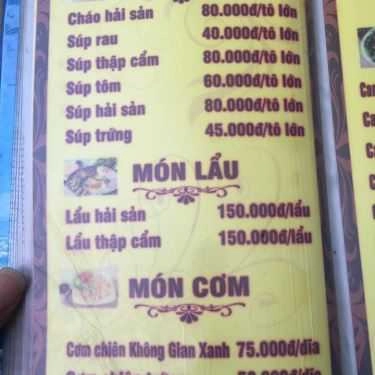 Cháo hải sản 80.000đ/tô lớn
Súp rau 40.000đ/tô lớn
Súp thập cẩm 80.000đ/tô lớn
Súp tôm 60.000đ/tô lớn
Súp hải sản 80.000đ/tô lớn
Súp trứng 45.000đ/tô lớn
MÓN LẨU
Lẩu hải sản 150.000đ/lẩu
Lẩu thập cẩm 150.000đ/lẩu
MÓN CƠM
Cơm chiên Không Gian Xanh 75.000đ/dĩa